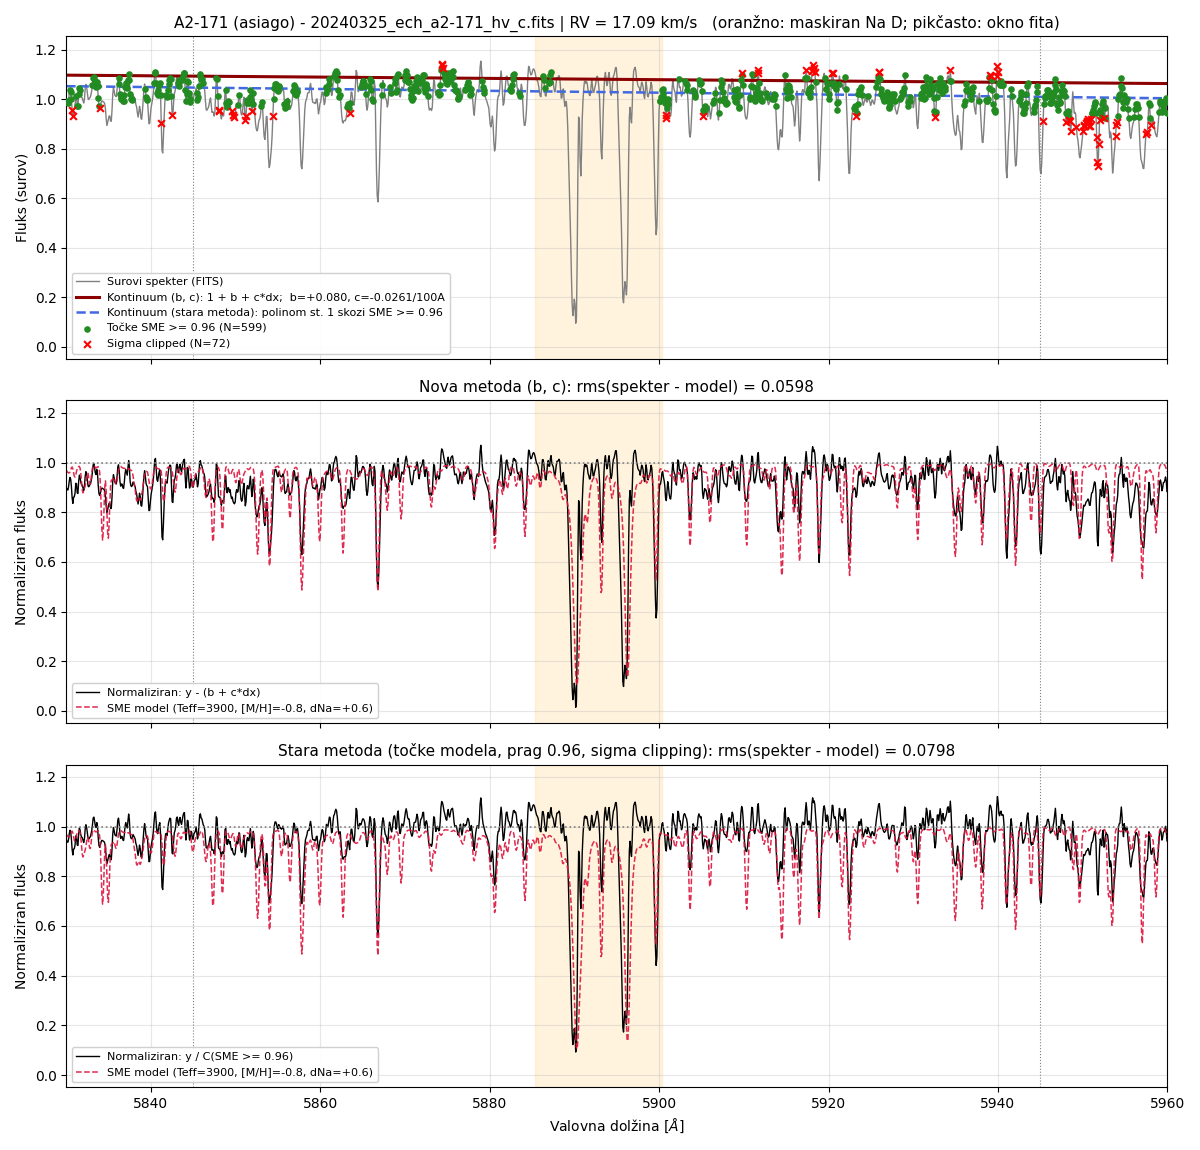 A2-171 (asiago) - 20240325_ech_a2-171_hv_c.fits | RV = 17.09 km/s   (oranžno: maskiran Na D; pikčasto: okno fita)
1.2
1.0
0.8
0.6
0.4
0.2
0.0
Fluks (surov)
Surovi spekter (FITS)
Kontinuum (b, c): 1 + b + c*dx;  b=+0.080, c=-0.0261/100A
Kontinuum (stara metoda): polinom st. 1 skozi SME >= 0.96
Točke SME >= 0.96 (N=599)
Sigma clipped (N=72)
Nova metoda (b, c): rms(spekter - model) = 0.0598
1.2
1.0
0.8
0.6
0.4
0.2
0.0
Normaliziran fluks
Normaliziran: y - (b + c*dx)
SME model (Teff=3900, [M/H]=-0.8, dNa=+0.6)
Stara metoda (točke modela, prag 0.96, sigma clipping): rms(spekter - model) = 0.0798
1.2
1.0
0.8
0.6
0.4
0.2
0.0
Normaliziran fluks
Normaliziran: y / C(SME >= 0.96)
SME model (Teff=3900, [M/H]=-0.8, dNa=+0.6)
5840 5860 5880 5900 5920 5940 5960
Valovna dolžina [Å]